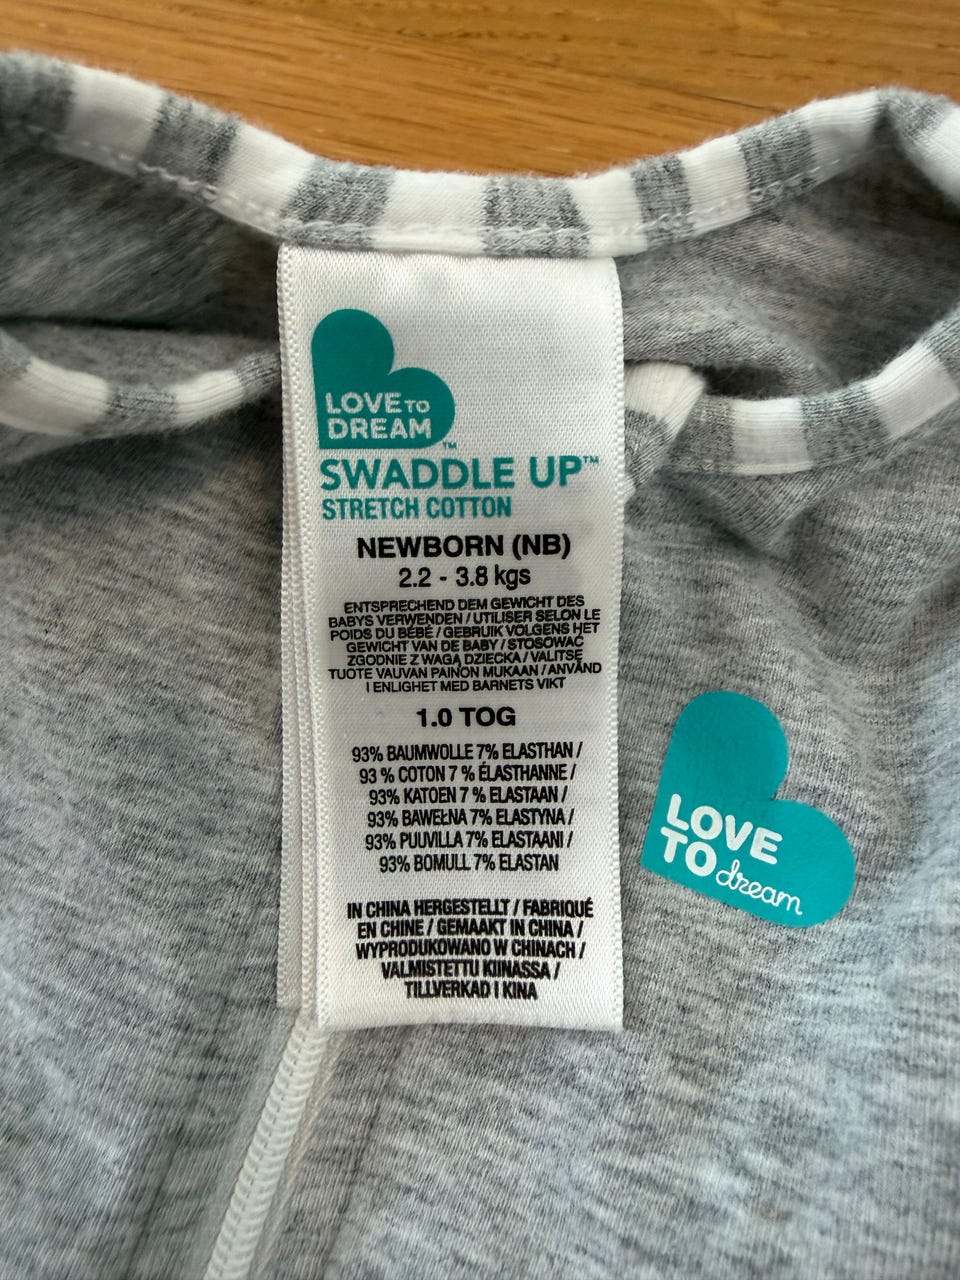 LOVE TO
DREAM™
SWADDLE UP™
STRETCH COTTON
NEWBORN (NB)
2.2 - 3.8 kgs
ENTSPRECHEND DEM GEWICHT DES
BABYS VERWENDEN / UTILISER SELON LE
POIDS DU BÉBÉ / GEBRUIK VOLGENS HET
GEWICHT VAN DE BABY / STOSOWAĆ
ZGODNIE Z WAGĄ DZIECKA / VALITSE
TUOTE VAUVAN PAINON MUKAAN / ANVÄND
I ENLIGHET MED BARNETS VIKT
1.0 TOG
93% BAUMWOLLE 7% ELASTHAN /
93 % COTON 7 % ÉLASTHANNE /
93% KATOEN 7 % ELASTAAN /
93% BAWEŁNA 7% ELASTYNA /
93% PUUVILLA 7% ELASTAANI /
93% BOMULL 7% ELASTAN
IN CHINA HERGESTELLT / FABRIQUÉ
EN CHINE / GEMAAKT IN CHINA /
WYPRODUKOWANO W CHINACH /
VALMISTETTU KIINASSA /
TILLVERKAD I KINA
LOVE
TO dream